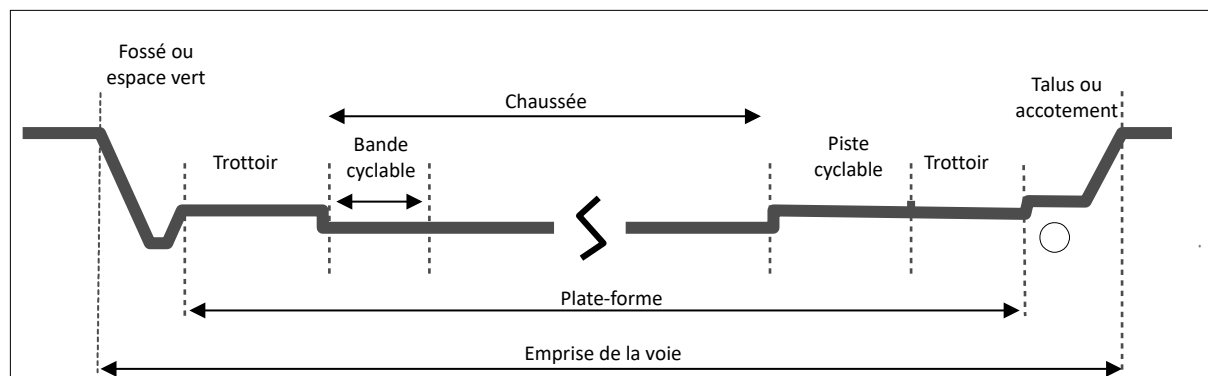 Fossé ou
espace vert
Chaussée
Talus ou
accotement
Trottoir
Bande
cyclable
Piste
cyclable
Trottoir
Plate-forme
Emprise de la voie